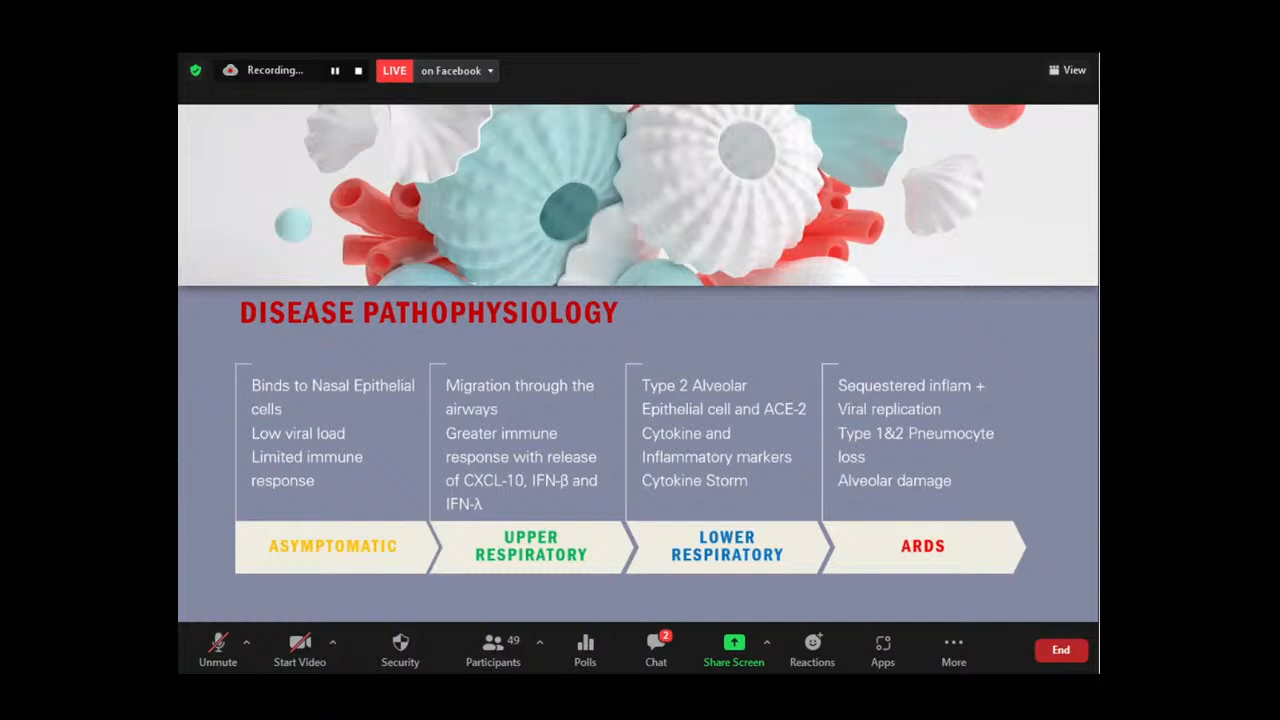 Recording...
LIVE on Facebook
View
DISEASE PATHOPHYSIOLOGY
Binds to Nasal Epithelial
cells
Low viral load
Limited immune
response
ASYMPTOMATIC
Migration through the
airways
Greater immune
response with release
of CXCL-10, IFN-β and
IFN-λ
UPPER
RESPIRATORY
Type 2 Alveolar
Epithelial cell and ACE-2
Cytokine and
Inflammatory markers
Cytokine Storm
LOWER
RESPIRATORY
Sequestered inflam +
Viral replication
Type 1&2 Pneumocyte
loss
Alveolar damage
ARDS
Unmute
Start Video
Security
49
Participants
Polls
2
Chat
Share Screen
Reactions
Apps
More
End